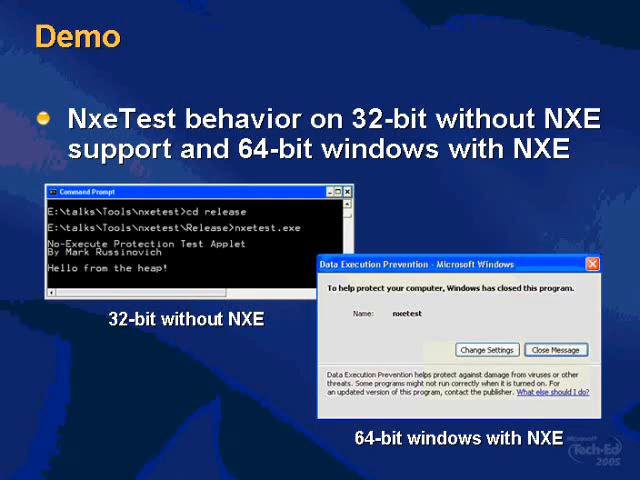 Demo
NxeTest behavior on 32-bit without NXE
support and 64-bit windows with NXE
Command Prompt
E:\talks\Tools\nxetest>cd release
E:\talks\Tools\nxetest\Release>nxetest.exe
No-Execute Protection Test Applet
By Mark Russinovich
Hello from the heap!
32-bit without NXE
Data Execution Prevention - Microsoft Windows
To help protect your computer, Windows has closed this program.
Name: nxetest
Change Settings Close Message
Data Execution Prevention helps protect against damage from viruses or other
threats. Some programs might not run correctly when it is turned on. For
an updated version of this program, contact the publisher. What else should I do?
64-bit windows with NXE
Microsoft
Tech·Ed
2005